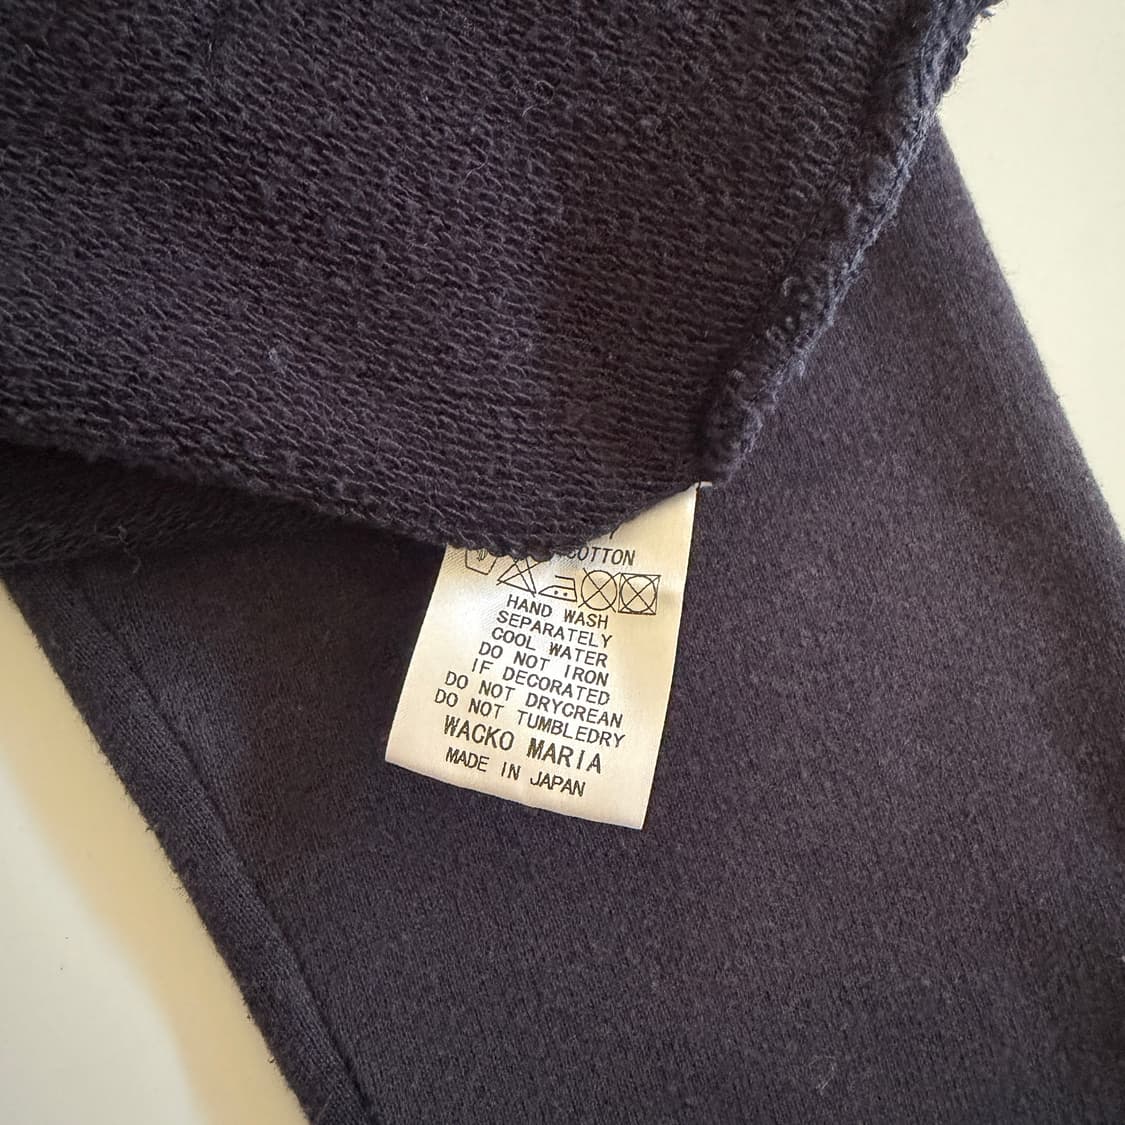 COTTON
HAND WASH
SEPARATELY
COOL WATER
DO NOT IRON
IF DECORATED
DO NOT DRYCREAN
DO NOT TUMBLEDRY
WACKO MARIA
MADE IN JAPAN